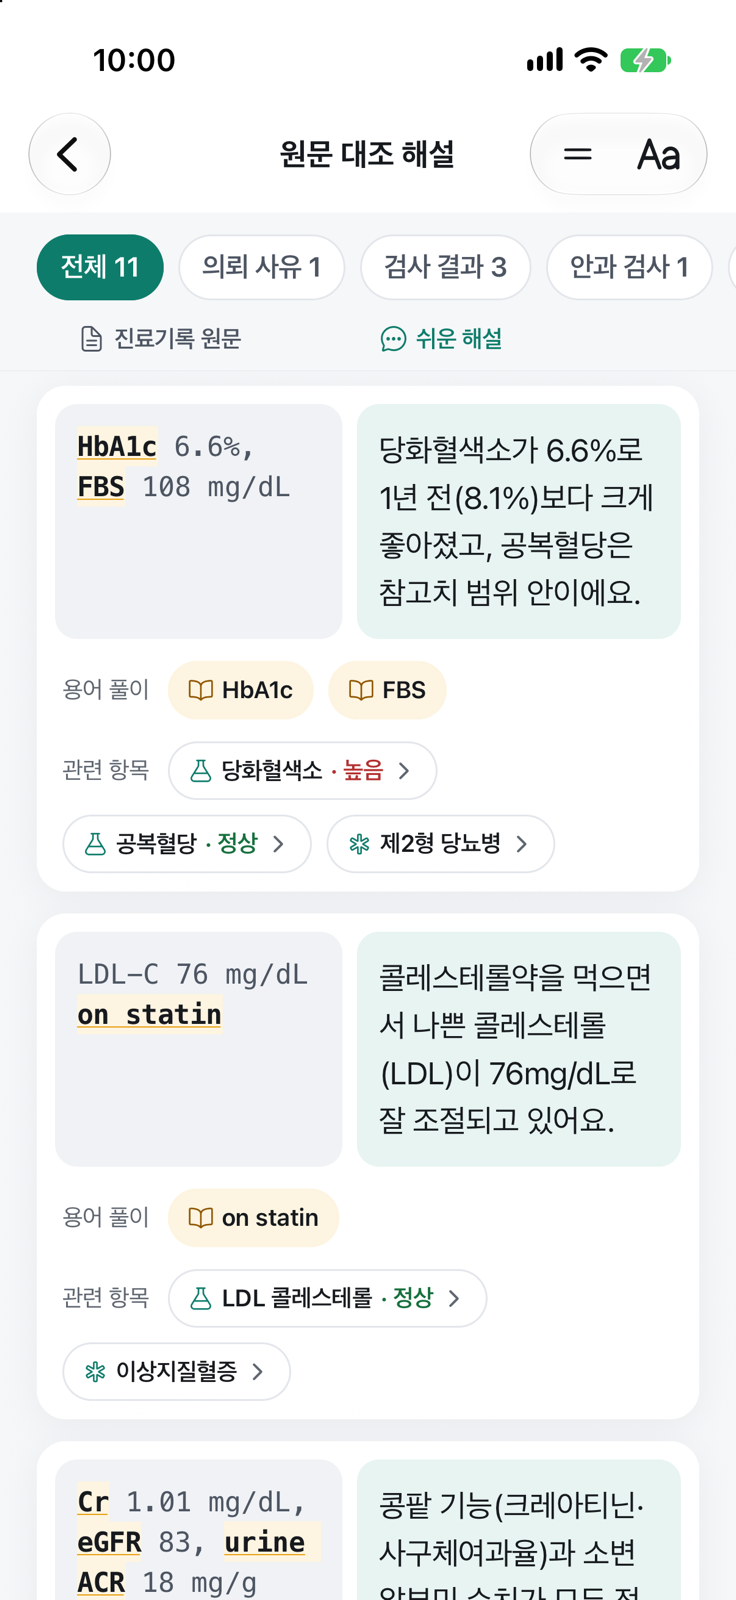 10:00
원문 대조 해설
Aa
전체 11
의뢰 사유 1
검사 결과 3
안과 검사 1
진료기록 원문
쉬운 해설
HbA1c 6.6%,
FBS 108 mg/dL
당화혈색소가 6.6%로
1년 전(8.1%)보다 크게
좋아졌고, 공복혈당은
참고치 범위 안이에요.
용어 풀이
HbA1c
FBS
관련 항목
당화혈색소 · 높음
공복혈당 · 정상
제2형 당뇨병
LDL-C 76 mg/dL
on statin
콜레스테롤약을 먹으면
서 나쁜 콜레스테롤
(LDL)이 76mg/dL로
잘 조절되고 있어요.
용어 풀이
on statin
관련 항목
LDL 콜레스테롤 · 정상
이상지질혈증
Cr 1.01 mg/dL,
eGFR 83, urine
ACR 18 mg/g
콩팥 기능(크레아티닌·
사구체여과율)과 소변